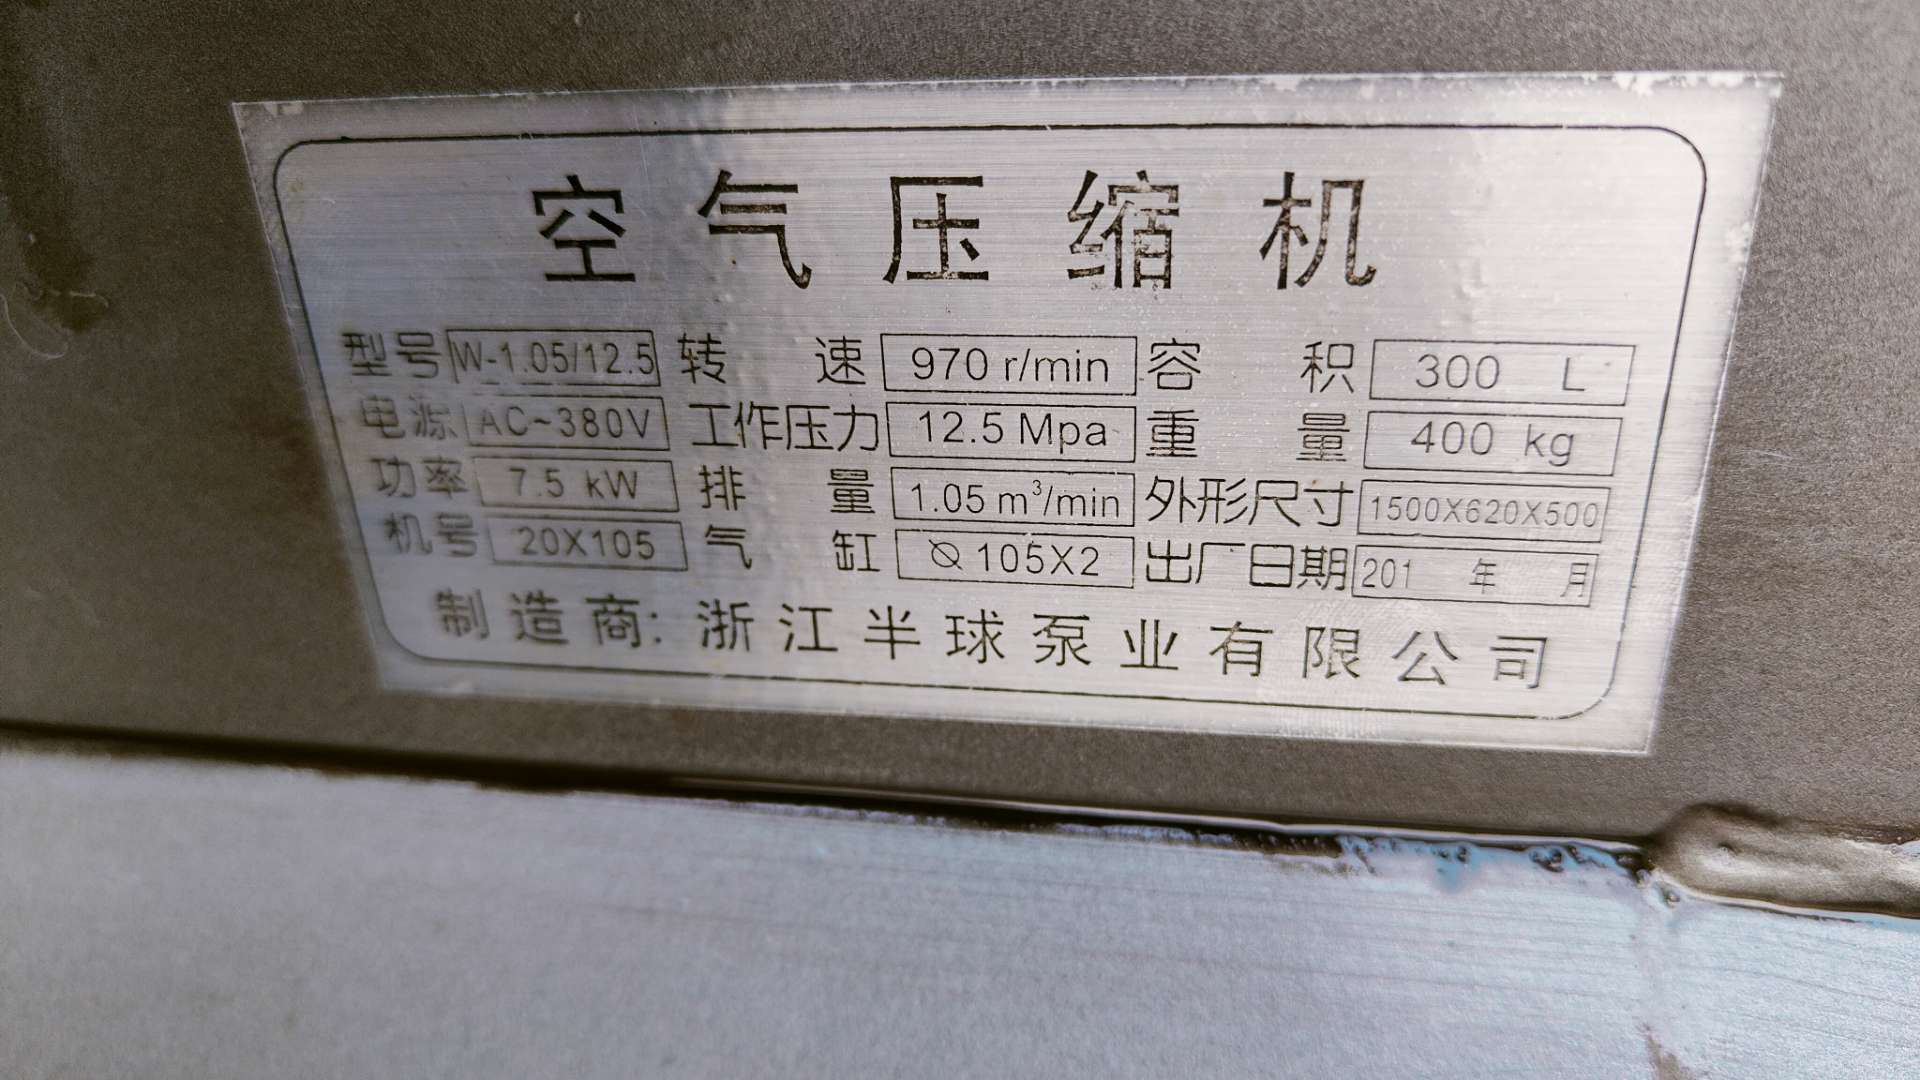 空气压缩机
型号 W-1.05/12.5 转速 970 r/min 容积 300 L
电源 AC~380V 工作压力 12.5 Mpa 重量 400 kg
功率 7.5 kW 排量 1.05 m³/min 外形尺寸 1500X620X500
机号 20X105 气缸 ⌀105X2 出厂日期 201 年 月
制造商: 浙江半球泵业有限公司